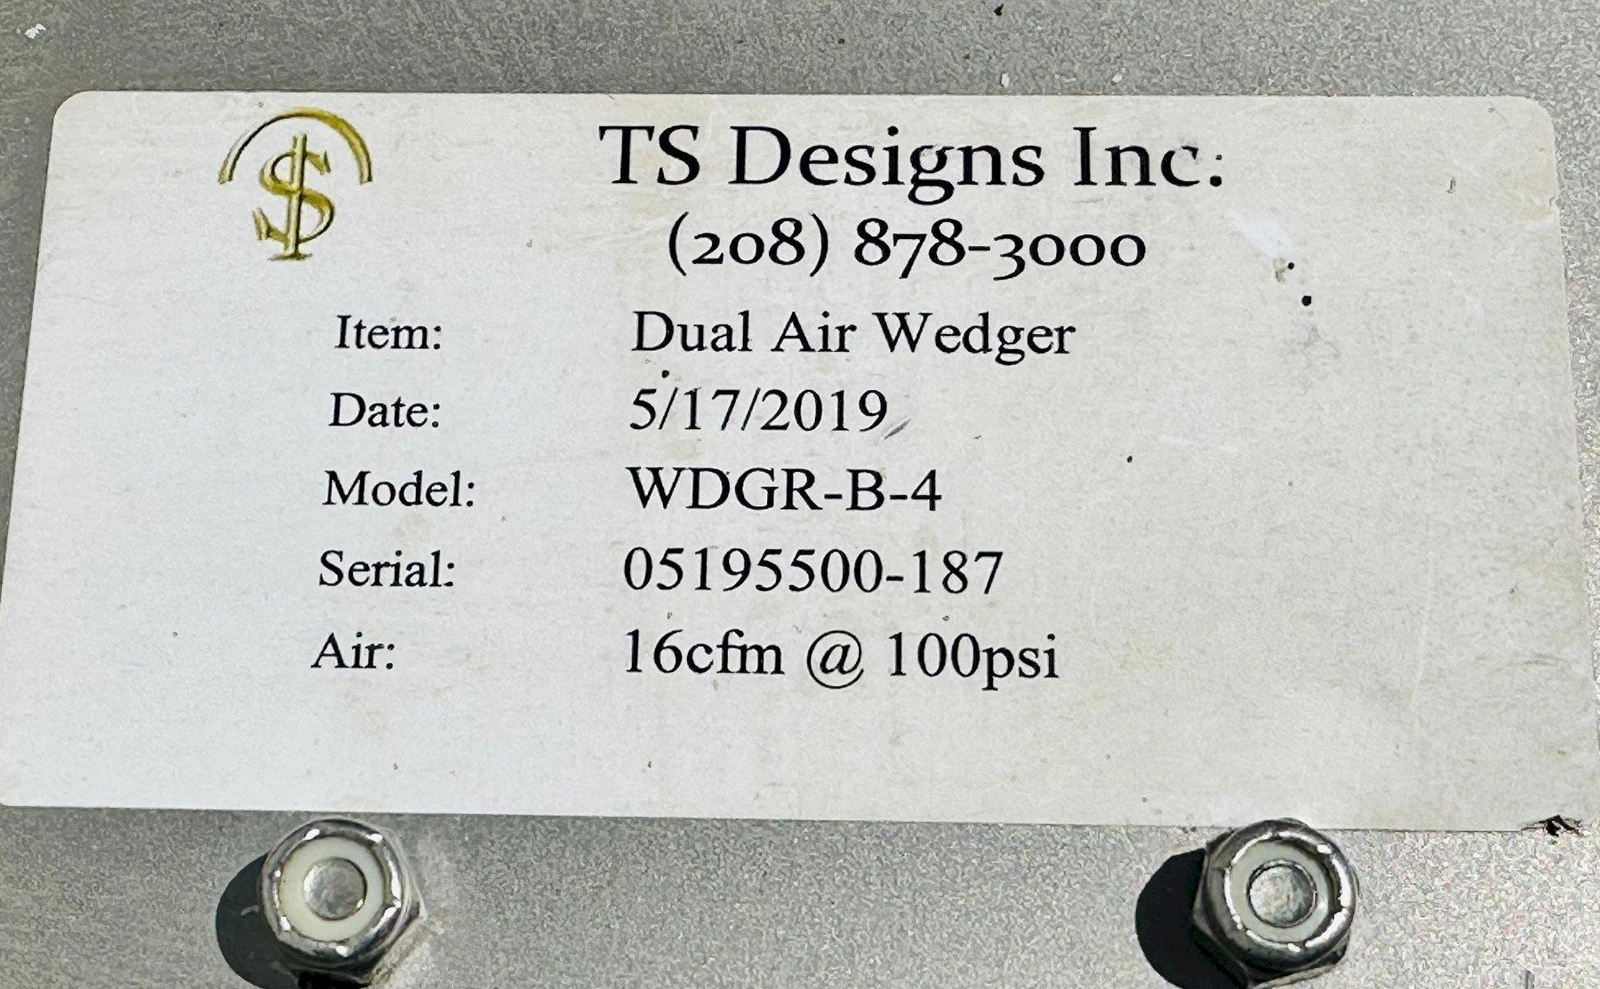 TS Designs Inc.
(208) 878-3000
Item: Dual Air Wedger
Date: 5/17/2019
Model: WDGR-B-4
Serial: 05195500-187
Air: 16cfm @ 100psi